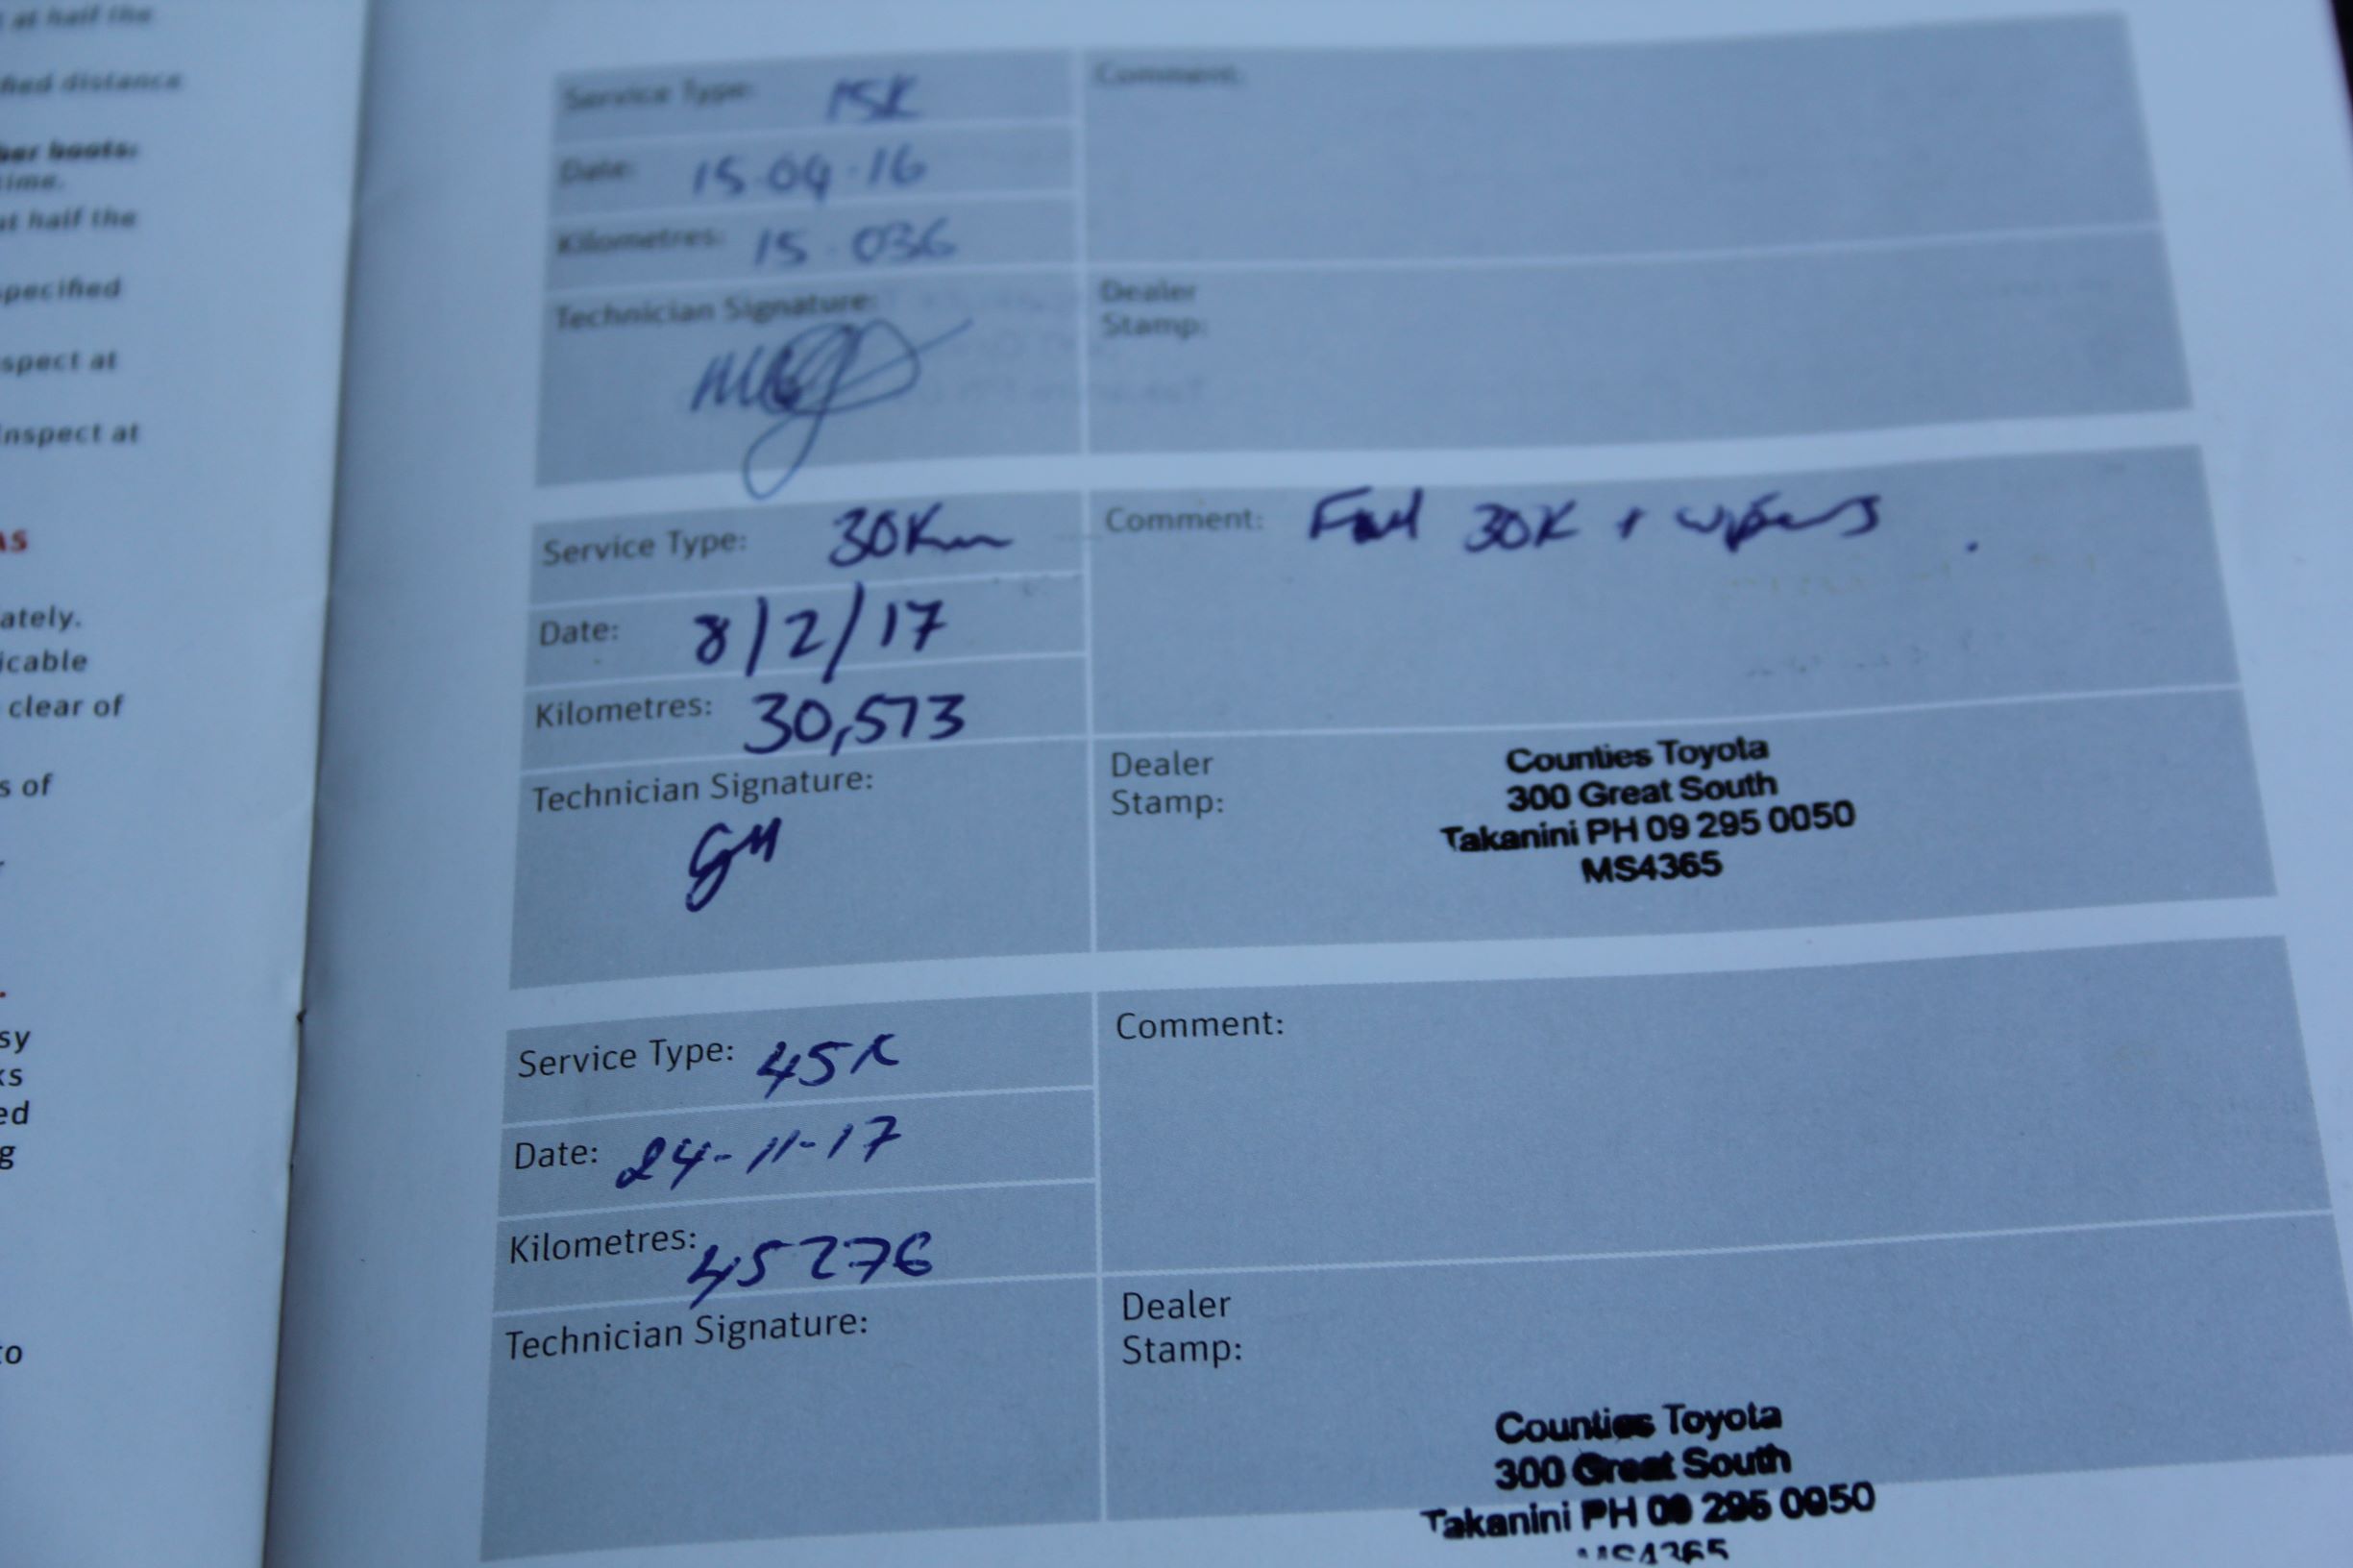 at half the
fied distance
ber boots:
time.
at half the
specified
spect at
Inspect at
AS
ately.
icable
clear of
s of
sy
ks
ed
g
to
Service Type: 15K
Date: 15.04.16
Kilometres: 15.036
Technician Signature:
Comment:
Dealer
Stamp:
Service Type: 30Km
Date: 8/2/17
Kilometres: 30,573
Technician Signature:
GM
Comment: Full 30K + wipers.
Dealer
Stamp:
Counties Toyota
300 Great South
Takanini PH 09 295 0050
MS4365
Service Type: 45K
Date: 24-11-17
Kilometres: 45276
Technician Signature:
Comment:
Dealer
Stamp:
Counties Toyota
300 Great South
Takanini PH 09 295 0050
MS4365